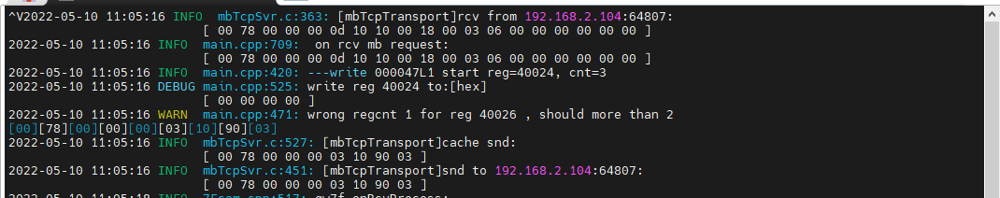 ^V2022-05-10 11:05:16 INFO  mbTcpSvr.c:363: [mbTcpTransport]rcv from 192.168.2.104:64807:
[ 00 78 00 00 00 0d 10 10 00 18 00 03 06 00 00 00 00 00 00 ]
2022-05-10 11:05:16 INFO  main.cpp:709:  on rcv mb request:
[ 00 78 00 00 00 0d 10 10 00 18 00 03 06 00 00 00 00 00 00 ]
2022-05-10 11:05:16 INFO  main.cpp:420: ---write 000047L1 start reg=40024, cnt=3
2022-05-10 11:05:16 DEBUG main.cpp:525: write reg 40024 to:[hex]
[ 00 00 00 00 ]
2022-05-10 11:05:16 WARN  main.cpp:471: wrong regcnt 1 for reg 40026 , should more than 2
[00][78][00][00][00][03][10][90][03]
2022-05-10 11:05:16 INFO  mbTcpSvr.c:527: [mbTcpTransport]cache snd:
[ 00 78 00 00 00 03 10 90 03 ]
2022-05-10 11:05:16 INFO  mbTcpSvr.c:451: [mbTcpTransport]snd to 192.168.2.104:64807:
[ 00 78 00 00 00 03 10 90 03 ]
2022-05-10 11:05:18 INFO